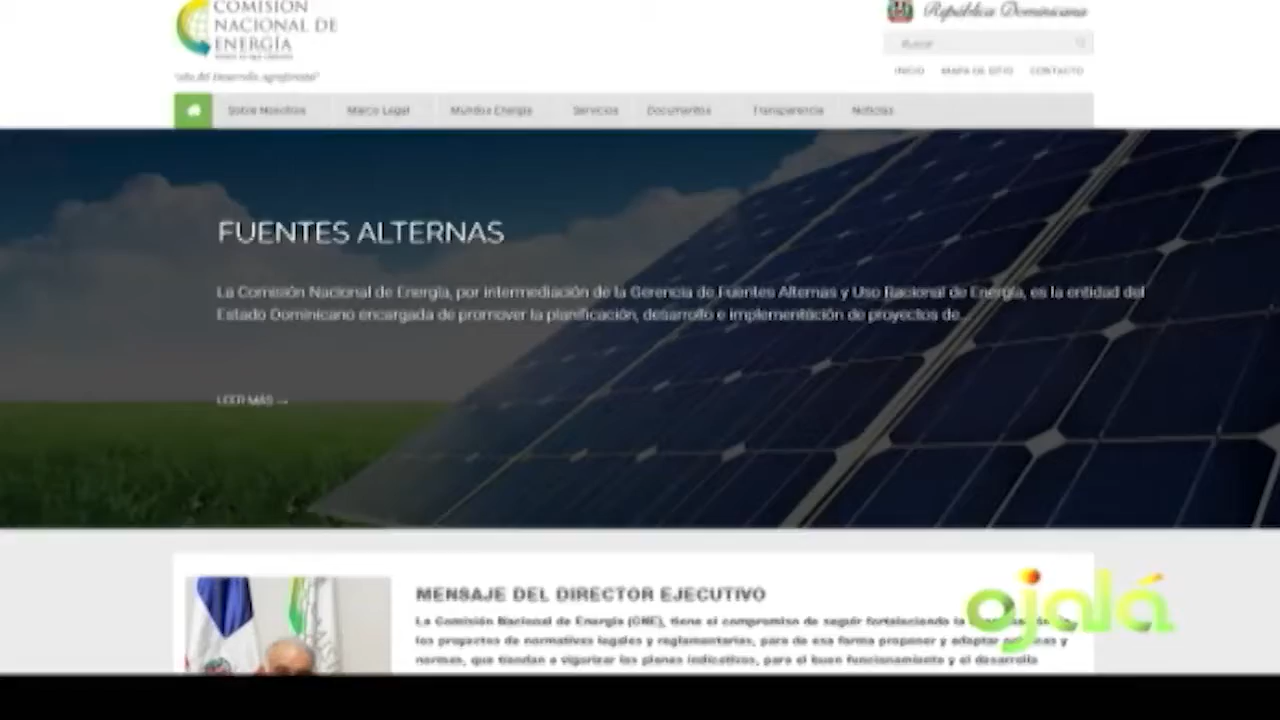 COMISIÓN
NACIONAL DE
ENERGÍA
República Dominicana
"Año del Desarrollo Agroforestal"
Buscar
INICIO MAPA DE SITIO CONTACTO
Sobre Nosotros Marco Legal Mundos Energía Servicios Documentos Transparencia Noticias
FUENTES ALTERNAS
La Comisión Nacional de Energía, por intermediación de la Gerencia de Fuentes Alternas y Uso Racional de Energía, es la entidad del
Estado Dominicano encargada de promover la planificación, desarrollo e implementación de proyectos de...
LEER MÁS →
MENSAJE DEL DIRECTOR EJECUTIVO
La Comisión Nacional de Energía (CNE), tiene el compromiso de seguir fortaleciendo la
los proyectos de normativas legales y reglamentarias, para de esa forma proponer y adoptar y
normas, que tiendan a vigorizar los planes indicativos, para el buen funcionamiento y el desarrollo
ojalá